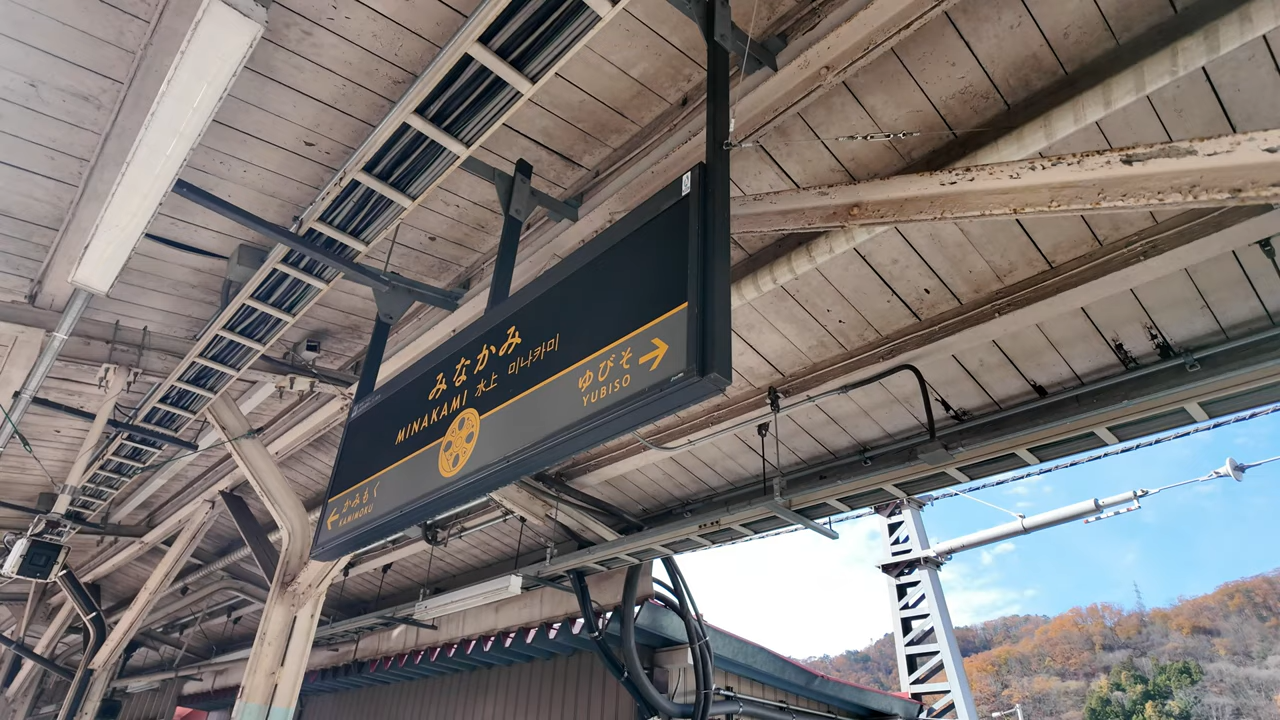 みなかみ
MINAKAMI 水上 미나카미
ゆびそ →
YUBISO
← かみもく
KAMIMOKU